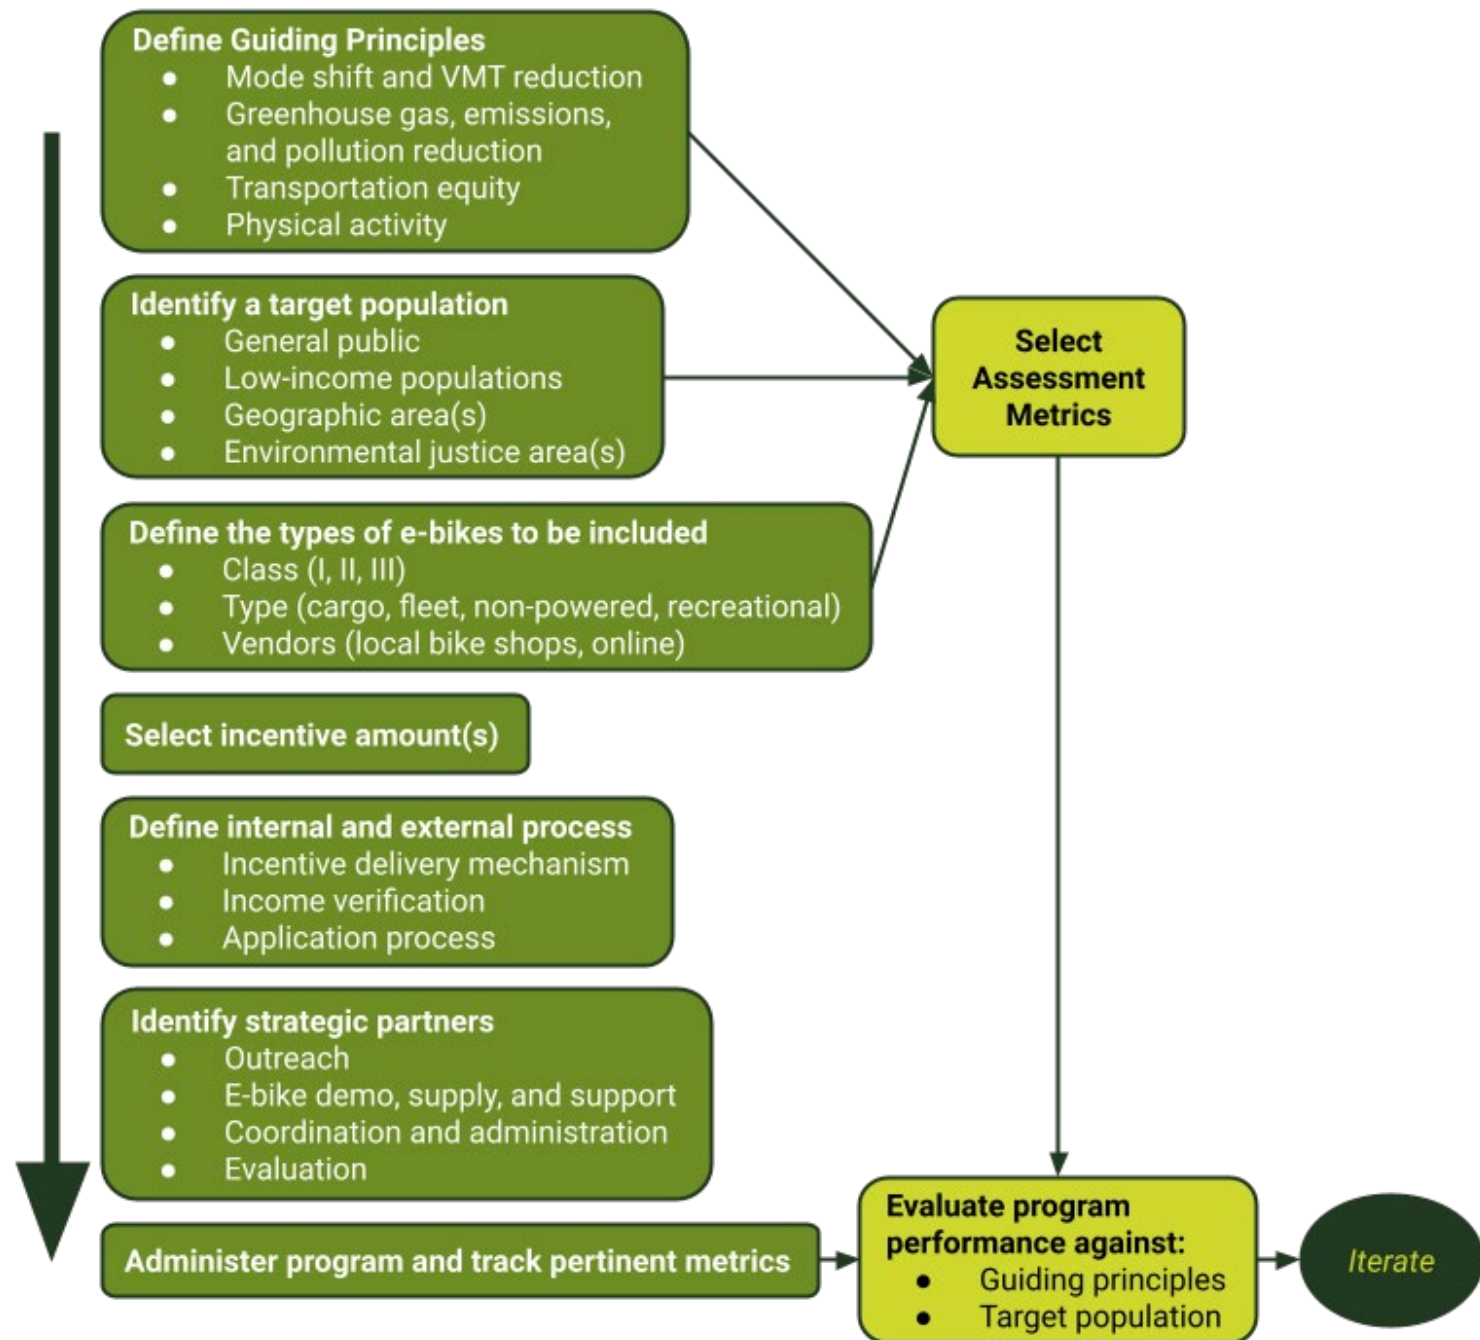 Define Guiding Principles
● Mode shift and VMT reduction
● Greenhouse gas, emissions,
and pollution reduction
● Transportation equity
● Physical activity
Identify a target population
● General public
● Low-income populations
● Geographic area(s)
● Environmental justice area(s)
Select
Assessment
Metrics
Define the types of e-bikes to be included
● Class (I, II, III)
● Type (cargo, fleet, non-powered, recreational)
● Vendors (local bike shops, online)
Select incentive amount(s)
Define internal and external process
● Incentive delivery mechanism
● Income verification
● Application process
Identify strategic partners
● Outreach
● E-bike demo, supply, and support
● Coordination and administration
● Evaluation
Administer program and track pertinent metrics
Evaluate program
performance against:
● Guiding principles
● Target population
Iterate